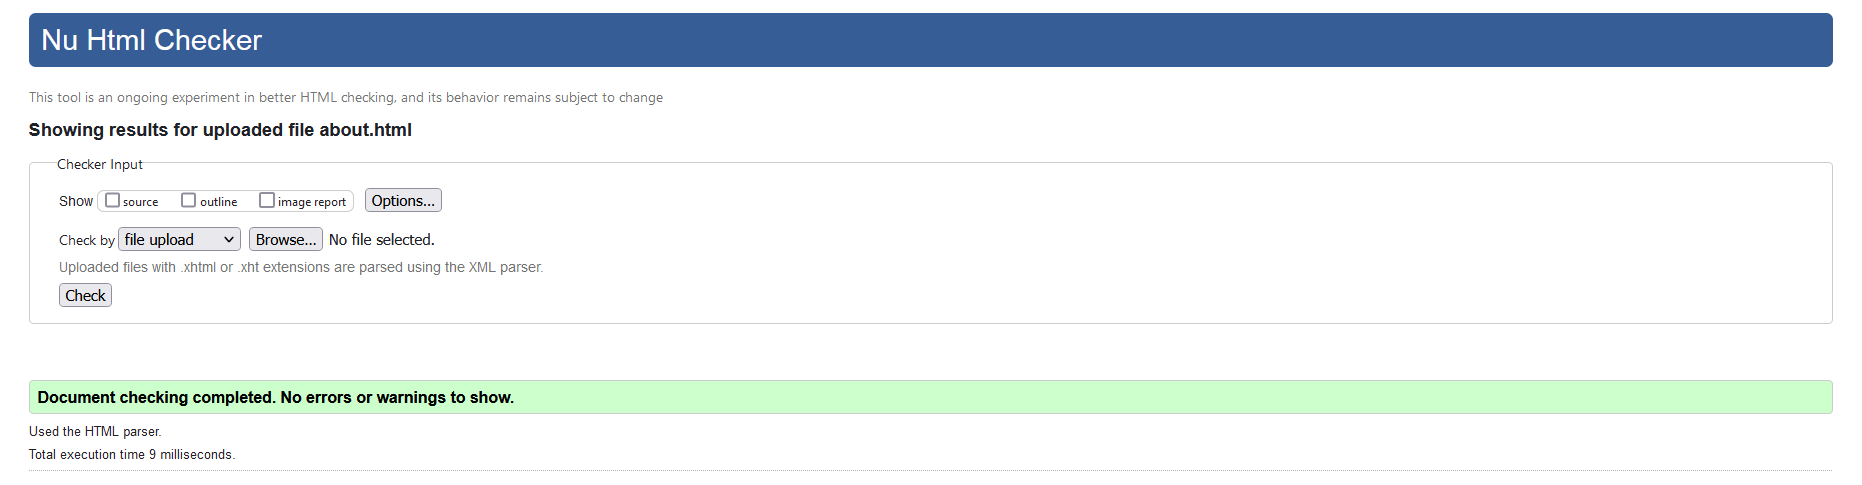 Nu Html Checker
This tool is an ongoing experiment in better HTML checking, and its behavior remains subject to change
Showing results for uploaded file about.html
Checker Input
Show source outline image report Options...
Check by file upload Browse... No file selected.
Uploaded files with .xhtml or .xht extensions are parsed using the XML parser.
Check
Document checking completed. No errors or warnings to show.
Used the HTML parser.
Total execution time 9 milliseconds.